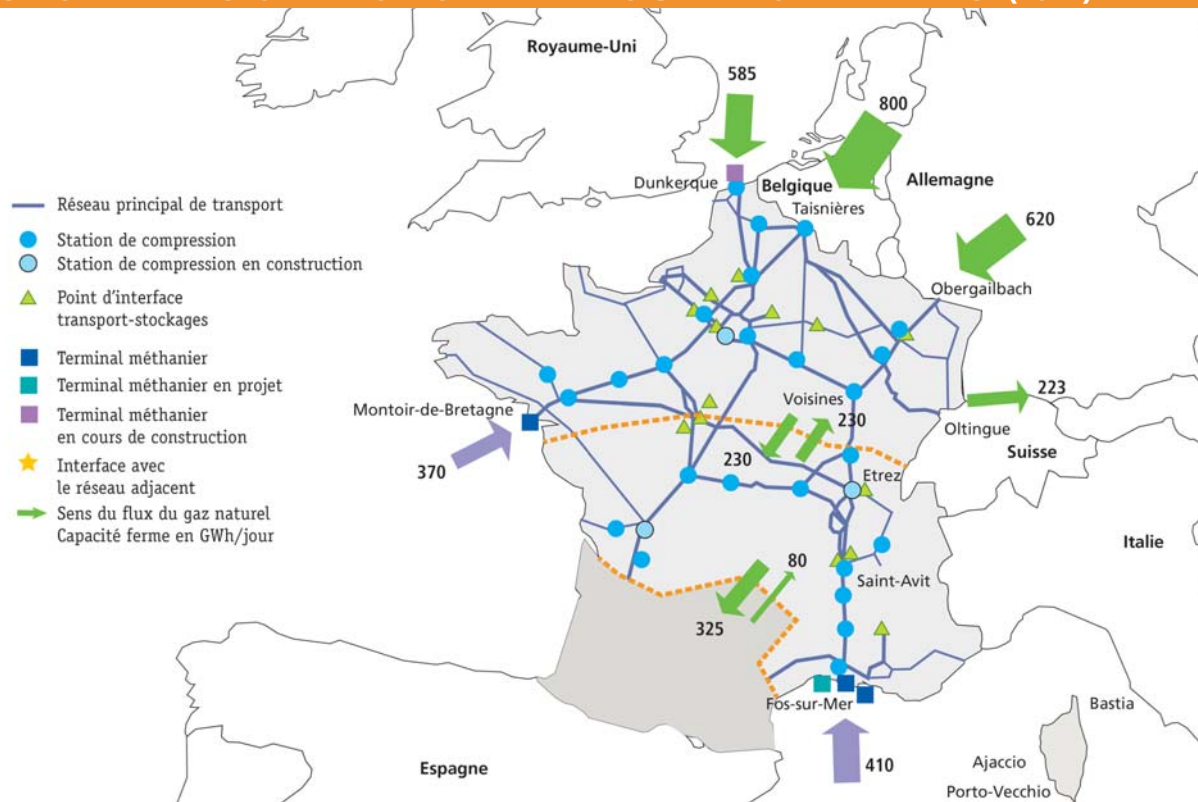 Royaume-Uni
585
800
Dunkerque
Belgique
Allemagne
Taisnières
620
Obergailbach
Réseau principal de transport
Station de compression
Station de compression en construction
Point d'interface
transport-stockages
Terminal méthanier
Terminal méthanier en projet
Terminal méthanier
en cours de construction
Interface avec
le réseau adjacent
Sens du flux du gaz naturel
Capacité ferme en GWh/jour
Montoir-de-Bretagne
370
Voisines
230
230
223
Oltingue
Suisse
Etrez
Italie
80
Saint-Avit
325
Fos-sur-Mer
410
Bastia
Ajaccio
Porto-Vecchio
Espagne